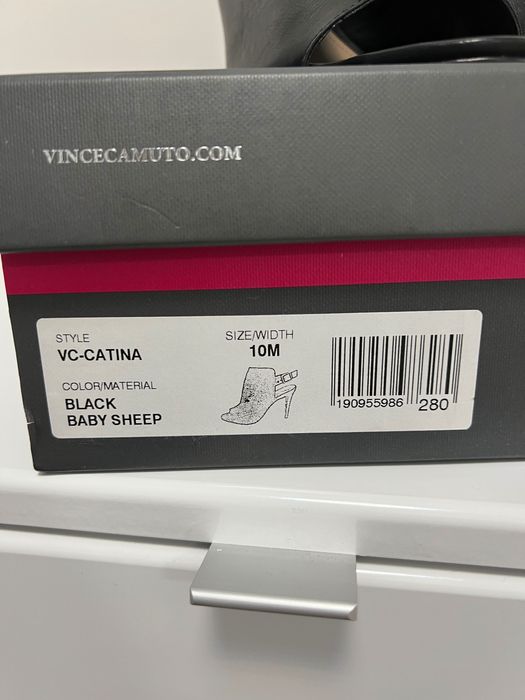 VINCECAMUTO.COM
STYLE
VC-CATINA
SIZE/WIDTH
10M
COLOR/MATERIAL
BLACK
BABY SHEEP
190955986 280